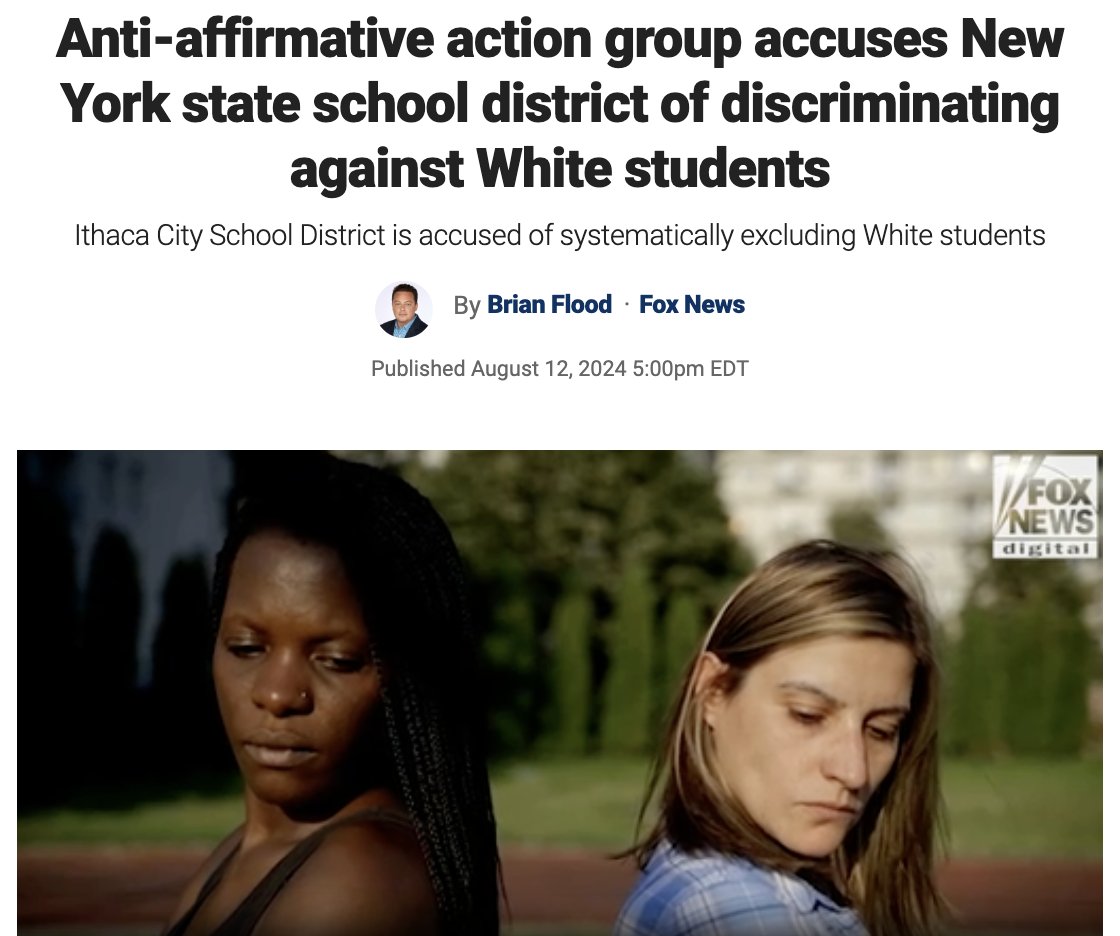 Anti-affirmative action group accuses New
York state school district of discriminating
against White students
Ithaca City School District is accused of systematically excluding White students
By Brian Flood · Fox News
Published August 12, 2024 5:00pm EDT
FOX
NEWS
digital